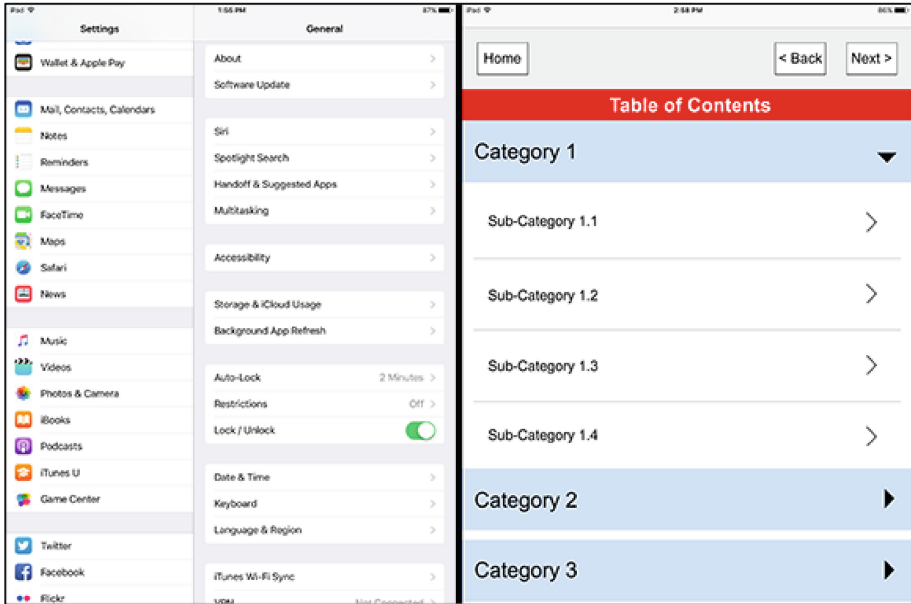 iPad
1:55 PM
87%
Settings
Wallet & Apple Pay
Mail, Contacts, Calendars
Notes
Reminders
Messages
FaceTime
Maps
Safari
News
Music
Videos
Photos & Camera
iBooks
Podcasts
iTunes U
Game Center
Twitter
Facebook
Flickr
General
About
Software Update
Siri
Spotlight Search
Handoff & Suggested Apps
Multitasking
Accessibility
Storage & iCloud Usage
Background App Refresh
Auto-Lock 2 Minutes
Restrictions Off
Lock / Unlock
Date & Time
Keyboard
Language & Region
iTunes Wi-Fi Sync
VPN Not Connected
iPad
2:58 PM
86%
Home
< Back
Next >
Table of Contents
Category 1
Sub-Category 1.1
Sub-Category 1.2
Sub-Category 1.3
Sub-Category 1.4
Category 2
Category 3